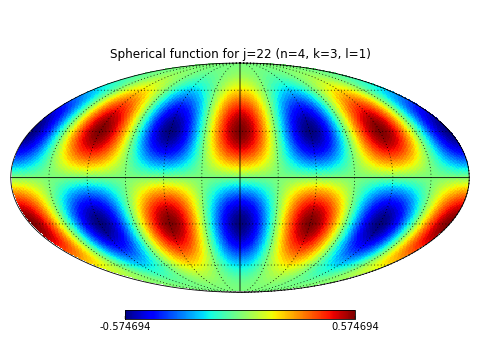 Spherical function for j=22 (n=4, k=3, l=1)
-0.574694 0.574694